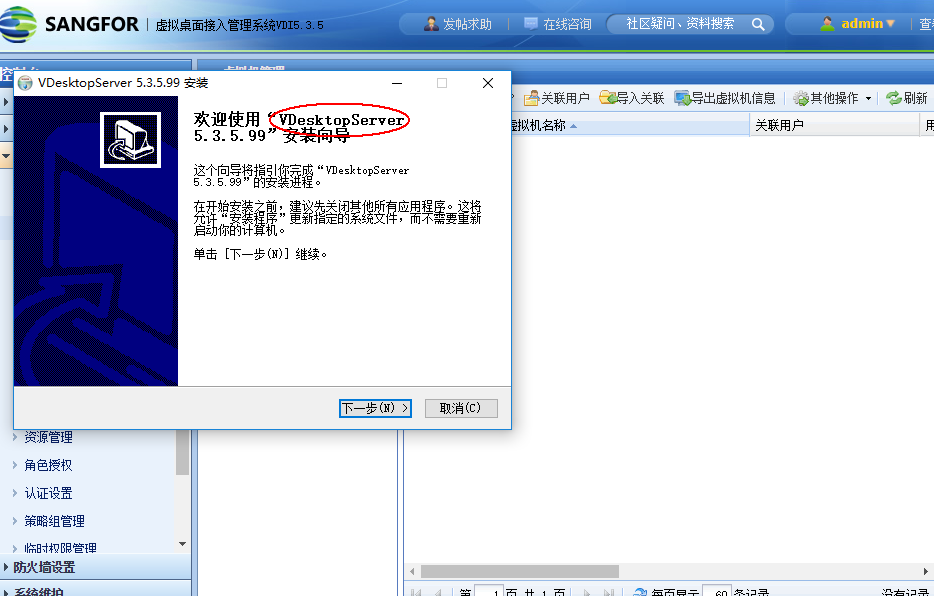 SANGFOR 虚拟桌面接入管理系统VDI5.3.5
发帖求助
在线咨询
社区疑问、资料搜索
admin
VDesktopServer 5.3.5.99 安装
欢迎使用“VDesktopServer
5.3.5.99”安装向导
这个向导将指引你完成“VDesktopServer
5.3.5.99”的安装进程。
在开始安装之前，建议先关闭其他所有应用程序。这将
允许“安装程序”更新指定的系统文件，而不需要重新
启动你的计算机。
单击 [下一步(N)] 继续。
下一步(N) >
取消(C)
关联用户
导入关联
导出虚拟机信息
其他操作
刷新
拟机名称
关联用户
资源管理
角色授权
认证设置
策略组管理
临时权限管理
防火墙设置
系统维护
第 1 页 共 1 页
每页显示 60 条记录
没有记录